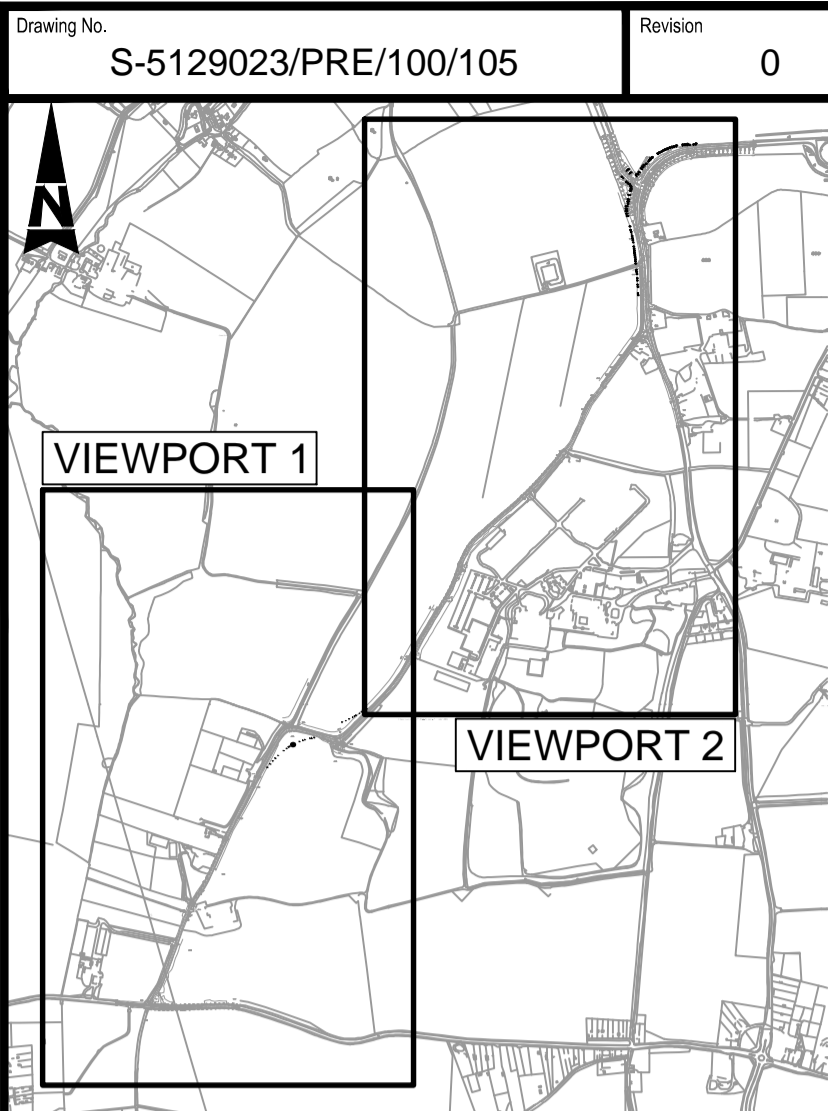 Drawing No.
S-5129023/PRE/100/105
Revision
0
N
VIEWPORT 1
VIEWPORT 2